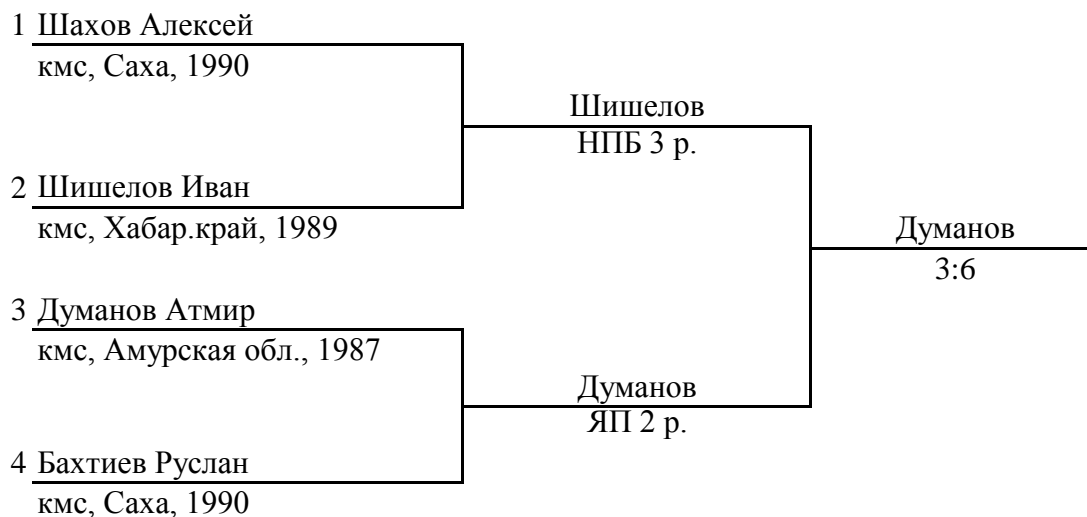 1 Шахов Алексей
кмс, Саха, 1990
Шишелов
НПБ 3 р.
2 Шишелов Иван
кмс, Хабар.край, 1989
Думанов
3:6
3 Думанов Атмир
кмс, Амурская обл., 1987
Думанов
ЯП 2 р.
4 Бахтиев Руслан
кмс, Саха, 1990